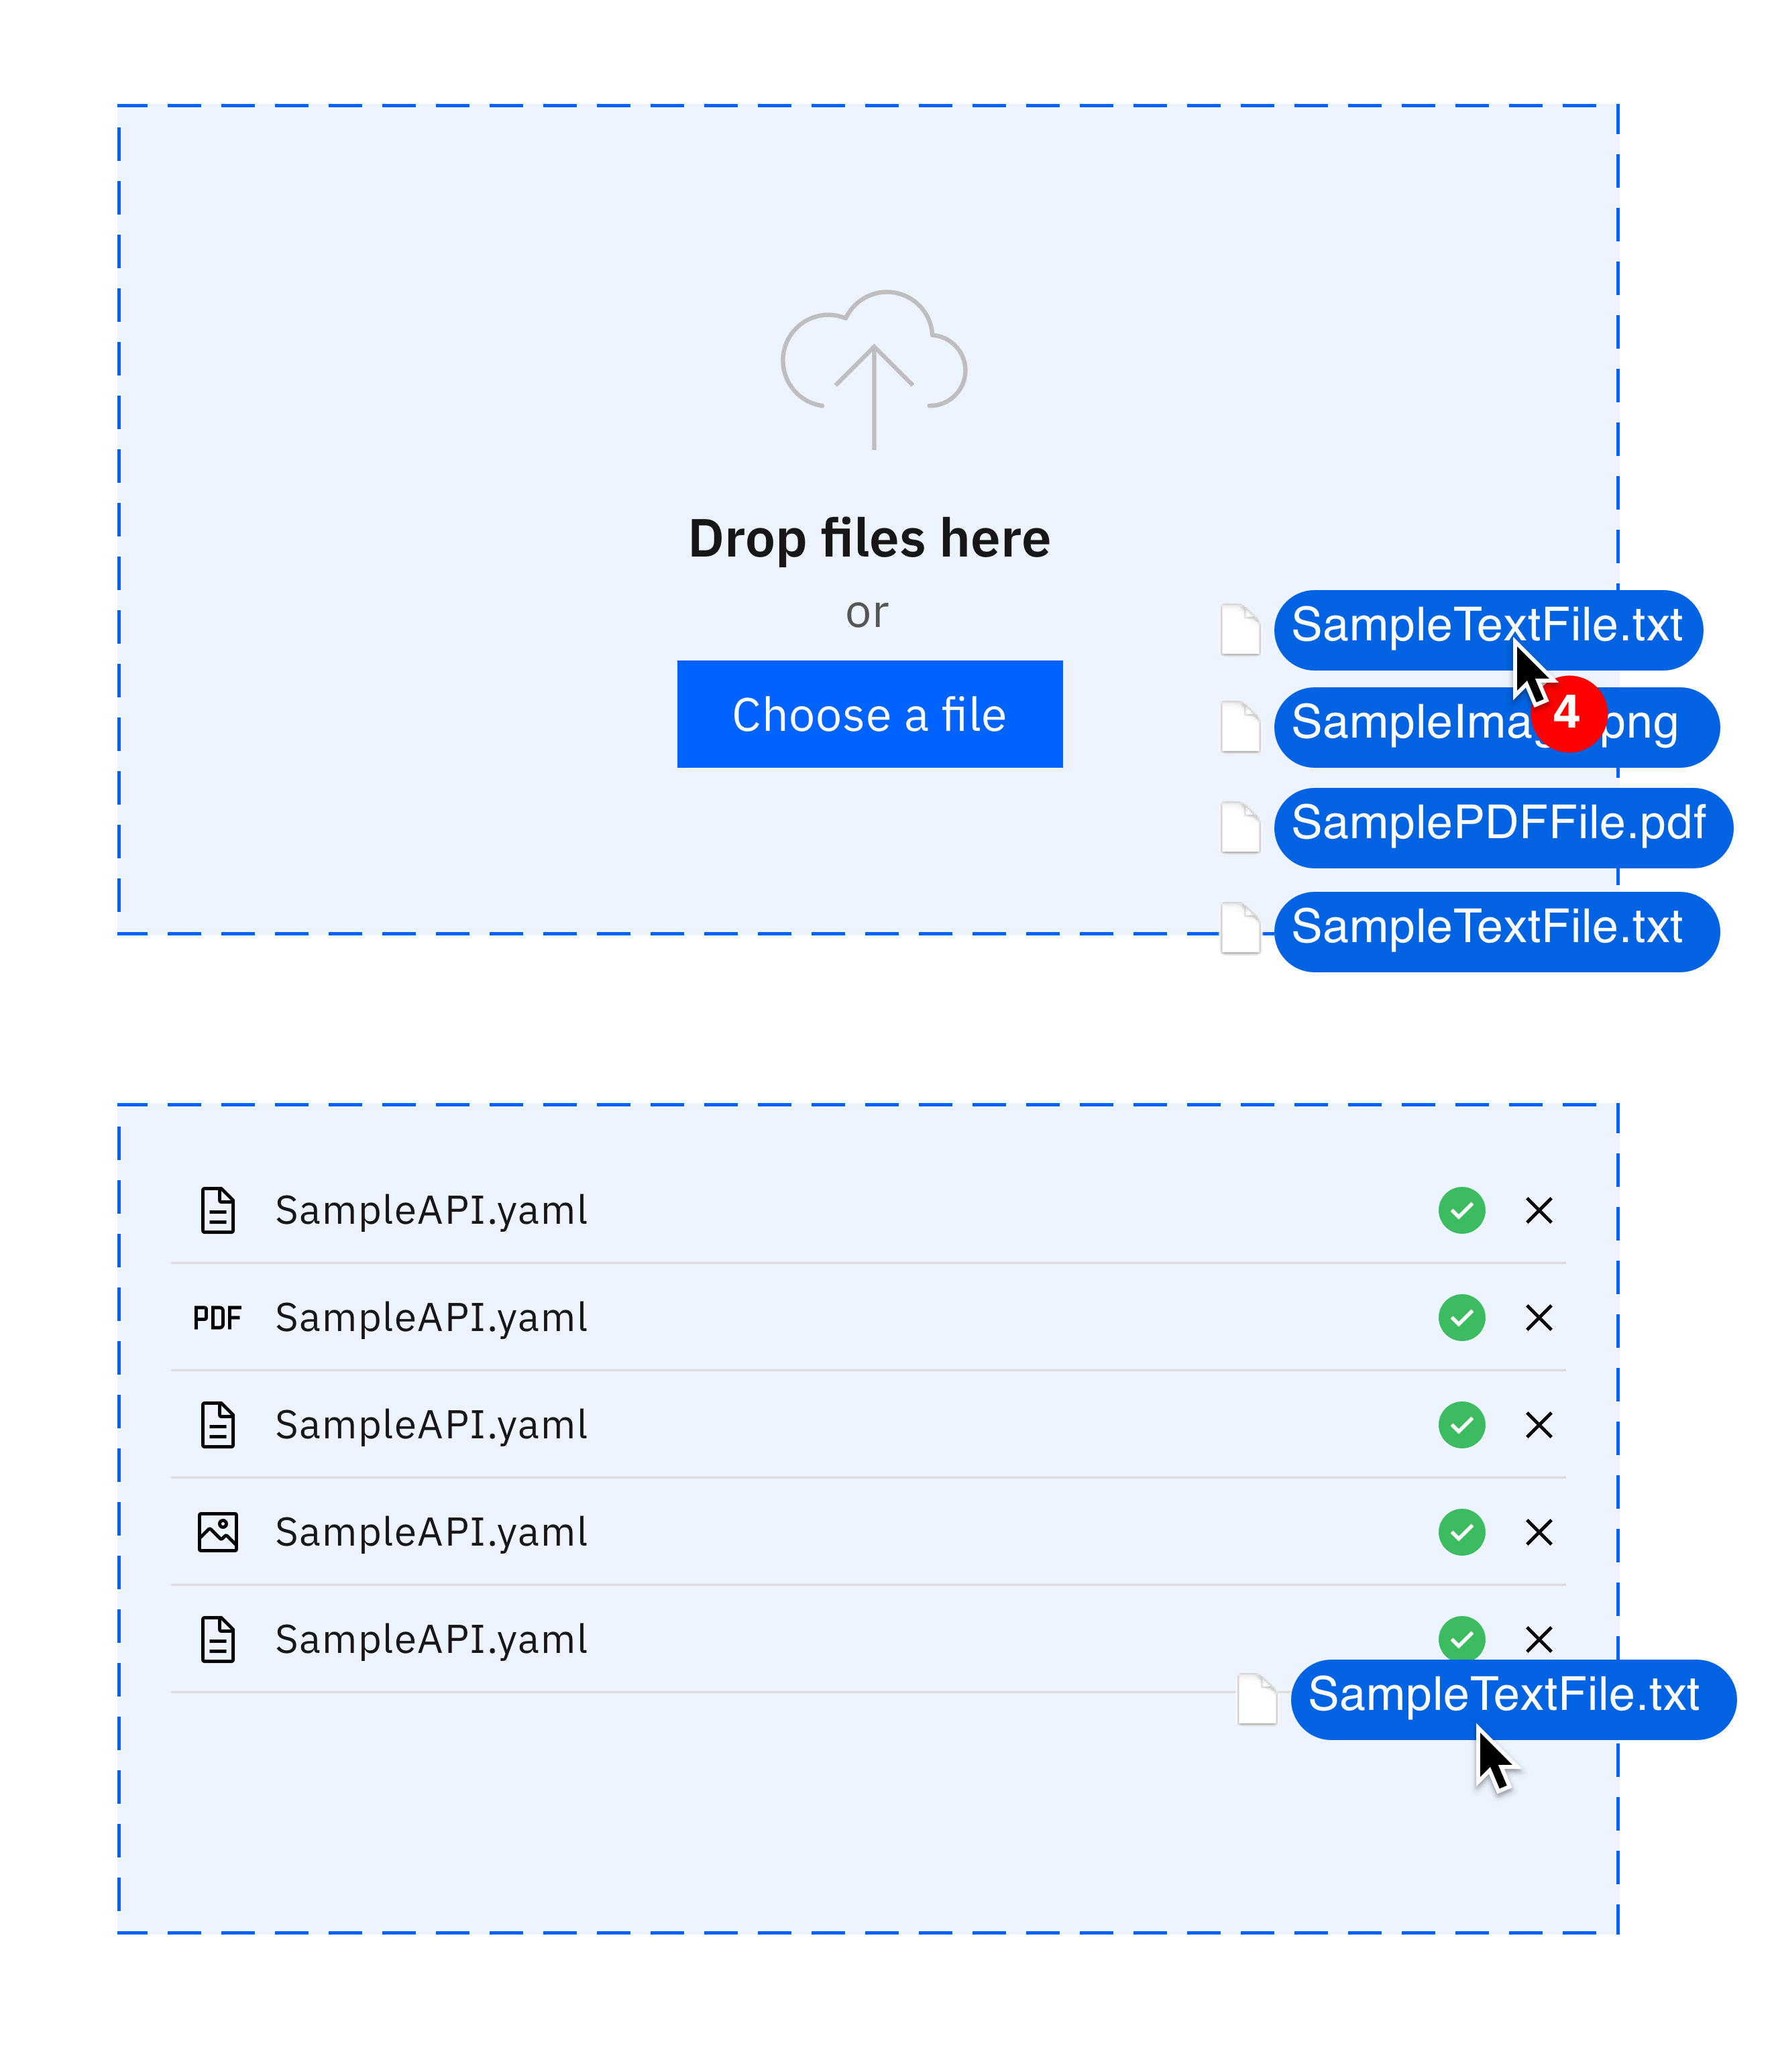 Drop files here
or
Choose a file
SampleTextFile.txt
4
SampleIma png
SamplePDFFile.pdf
SampleTextFile.txt
SampleAPI.yaml
PDF SampleAPI.yaml
SampleAPI.yaml
SampleAPI.yaml
SampleAPI.yaml
SampleTextFile.txt